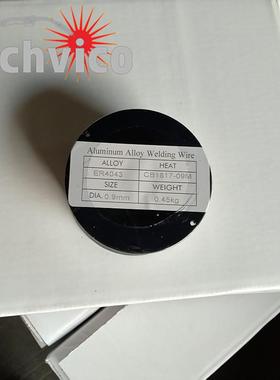 chvico
Aluminum Alloy Welding Wire
ALLOY HEAT
ER4043 CB1817-09M
SIZE WEIGHT
DIA. 0.9mm 0.45kg